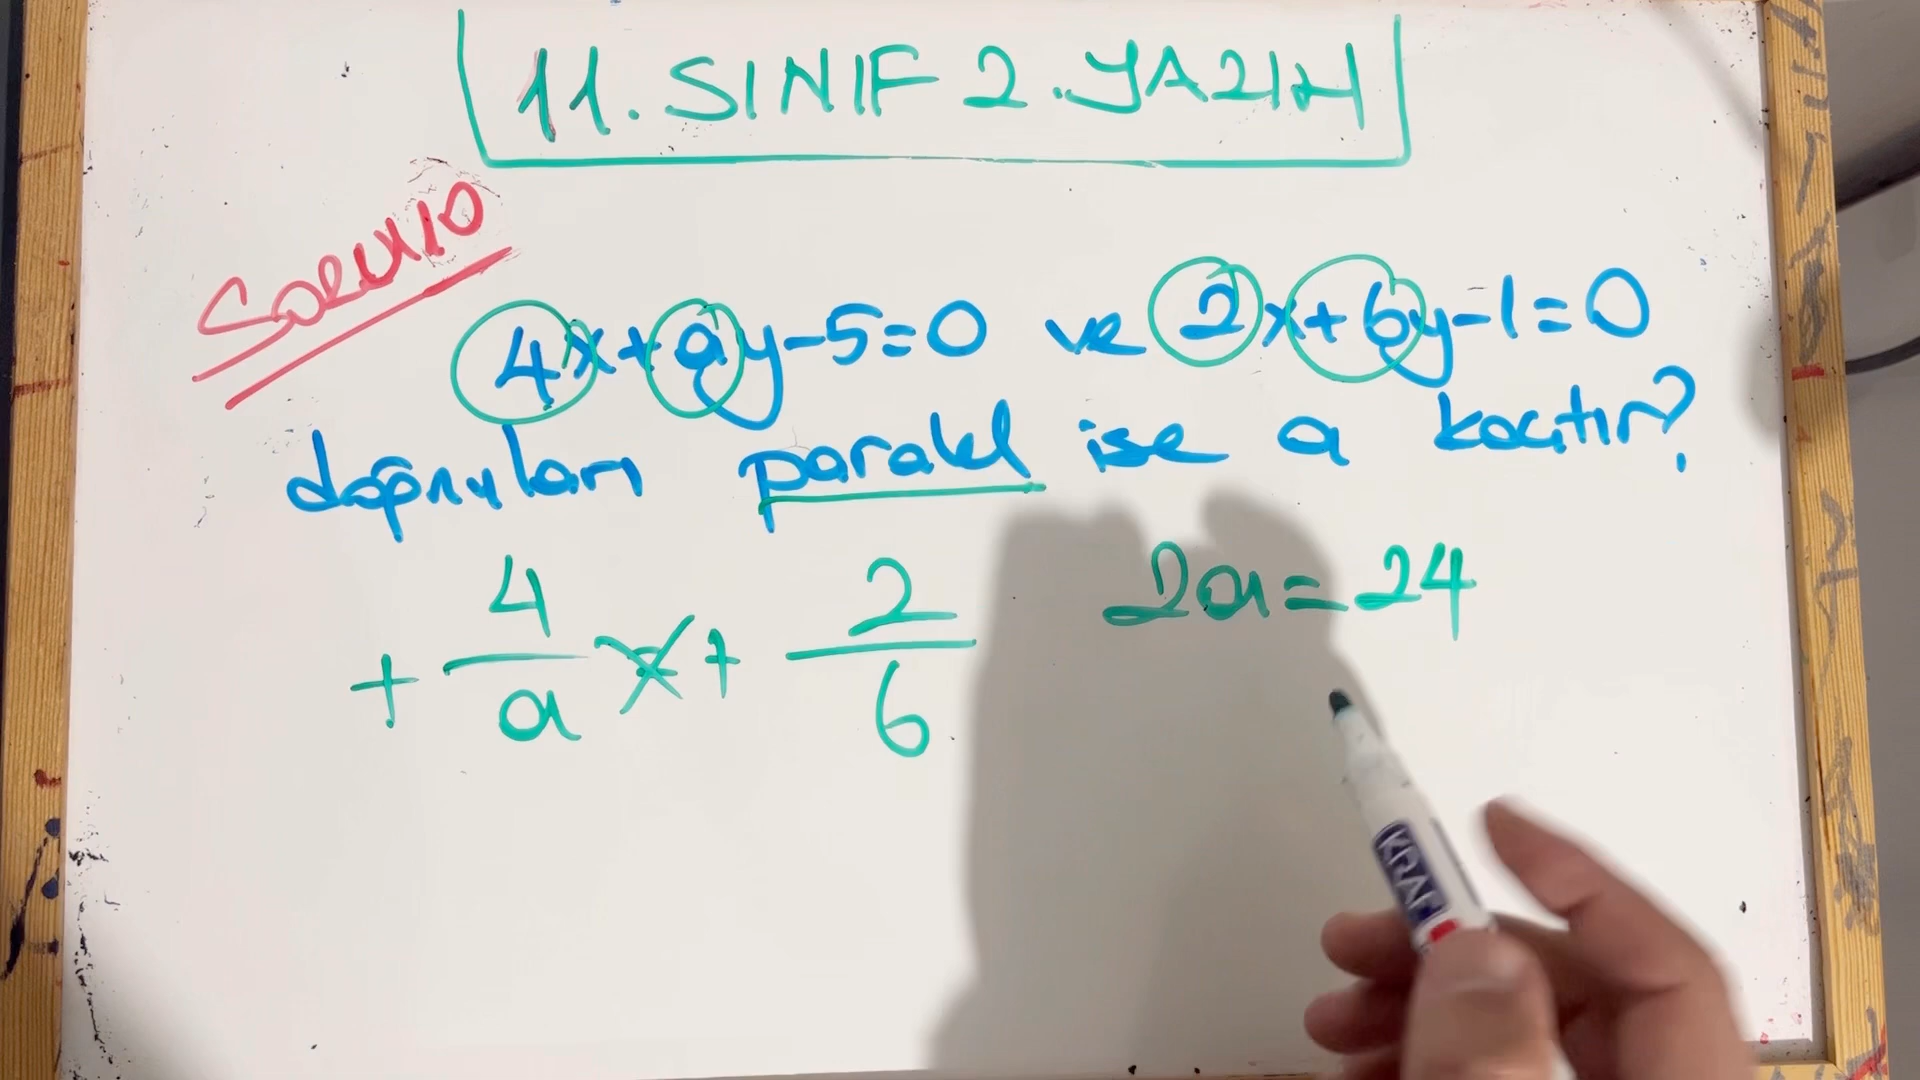 11. SINIF 2. YAZILI
Soru 10
4x+ay-5=0 ve 2x+6y-1=0
doğruları paralel ise a kaçtır?
+ 4/a = + 2/6
2a=24
KRAF